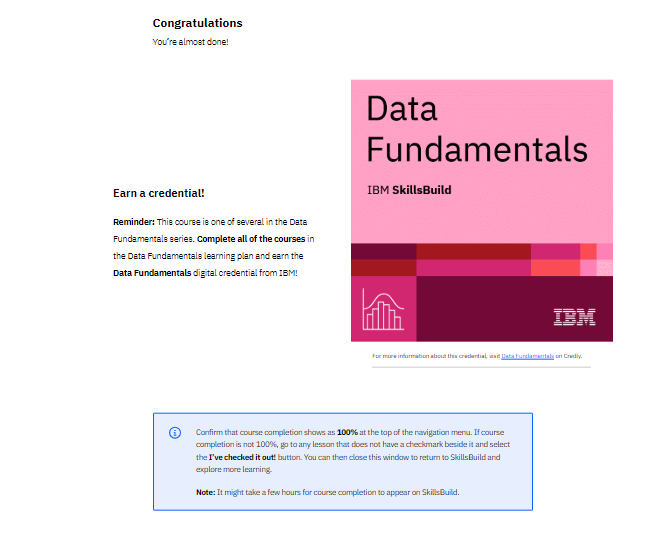 Congratulations
You're almost done!
Data
Fundamentals
IBM SkillsBuild
Earn a credential!
Reminder: This course is one of several in the Data
Fundamentals series. Complete all of the courses in
the Data Fundamentals learning plan and earn the
Data Fundamentals digital credential from IBM!
IBM
For more information about this credential, visit Data Fundamentals on Credly.
Confirm that course completion shows as 100% at the top of the navigation menu. If course
completion is not 100%, go to any lesson that does not have a checkmark beside it and select
the I've checked it out! button. You can then close this window to return to SkillsBuild and
explore more learning.
Note: It might take a few hours for course completion to appear on SkillsBuild.